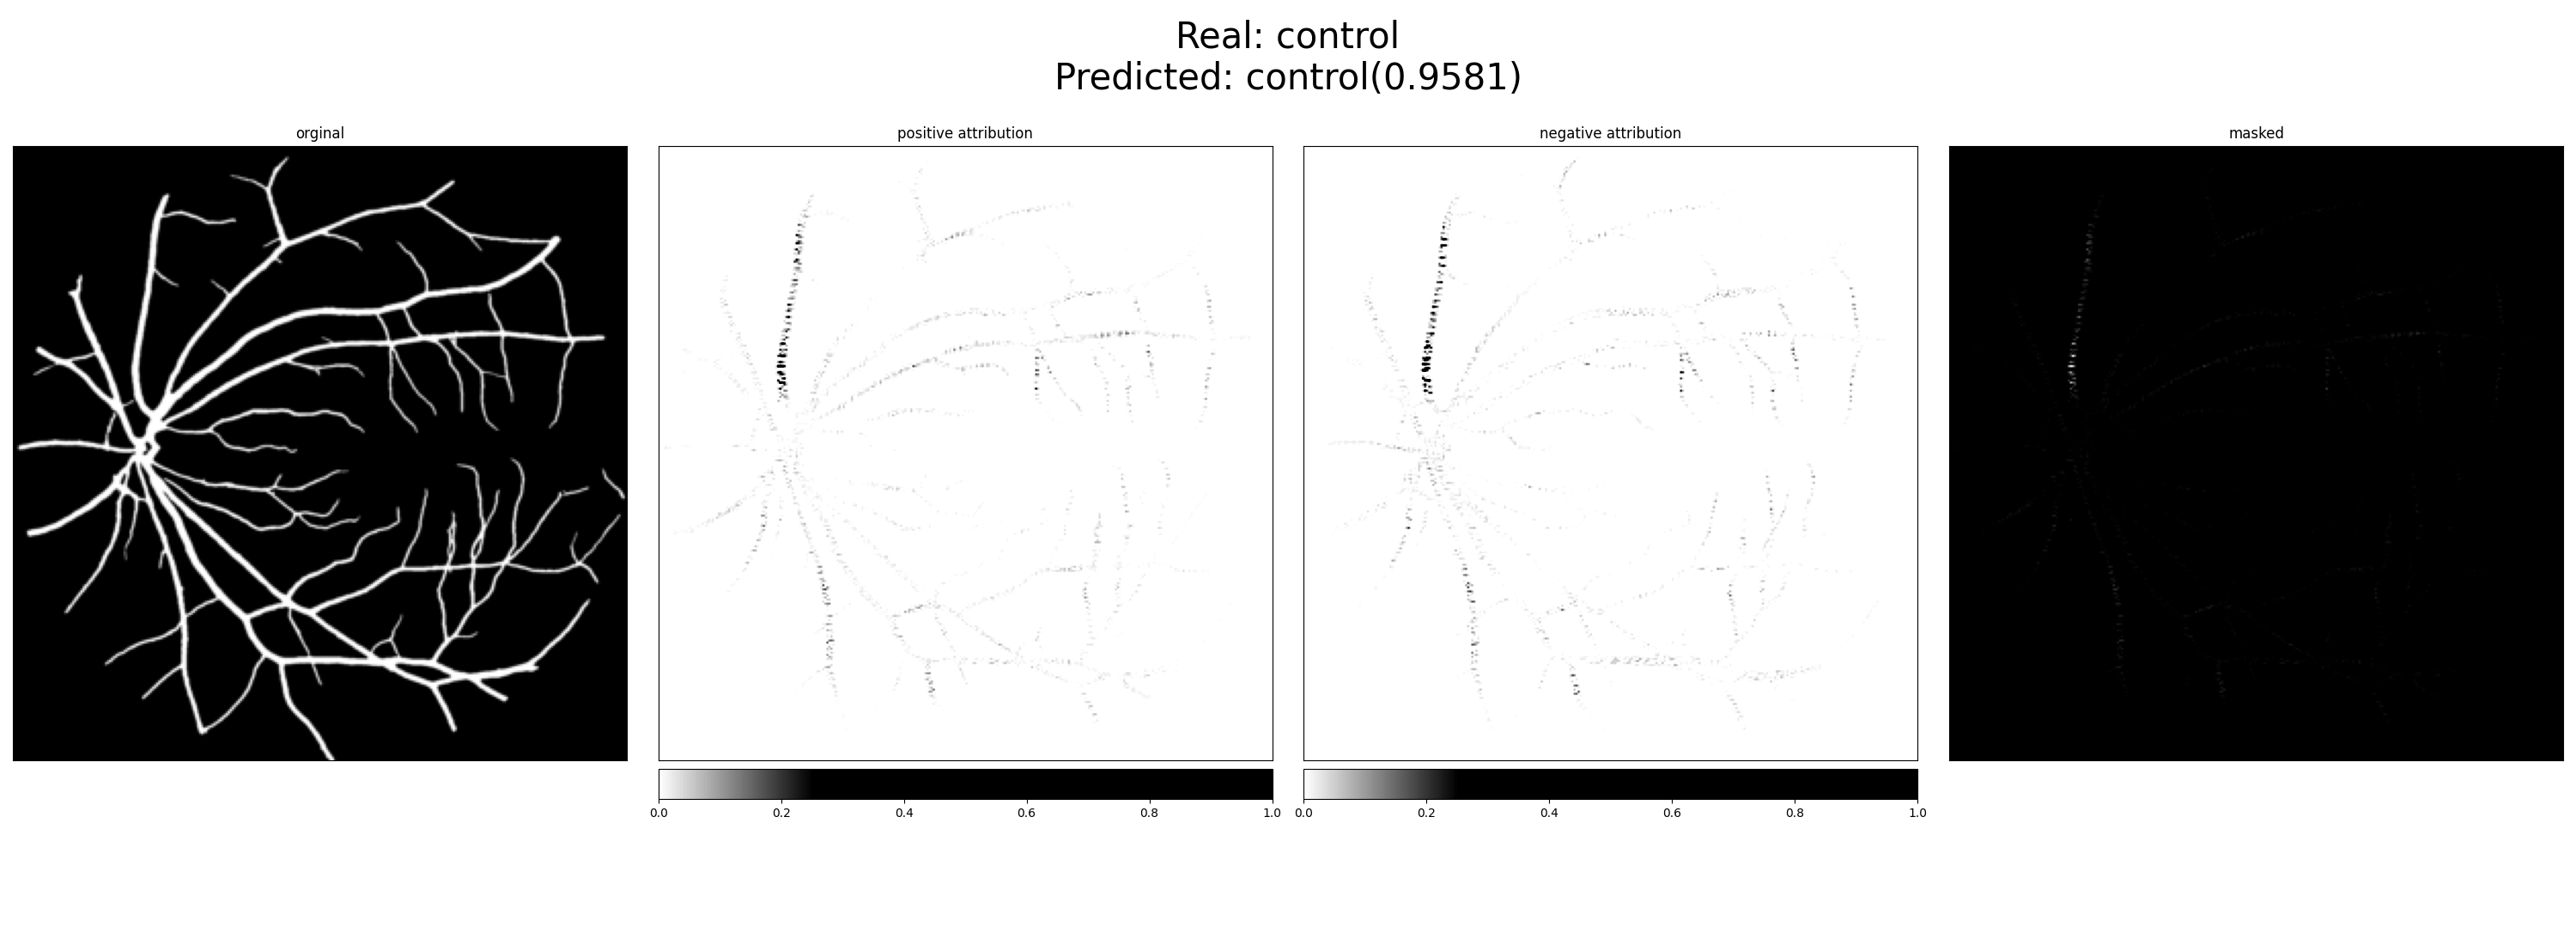 Real: control
Predicted: control(0.9581)
orginal
positive attribution
negative attribution
masked
0.0 0.2 0.4 0.6 0.8 1.0
0.0 0.2 0.4 0.6 0.8 1.0